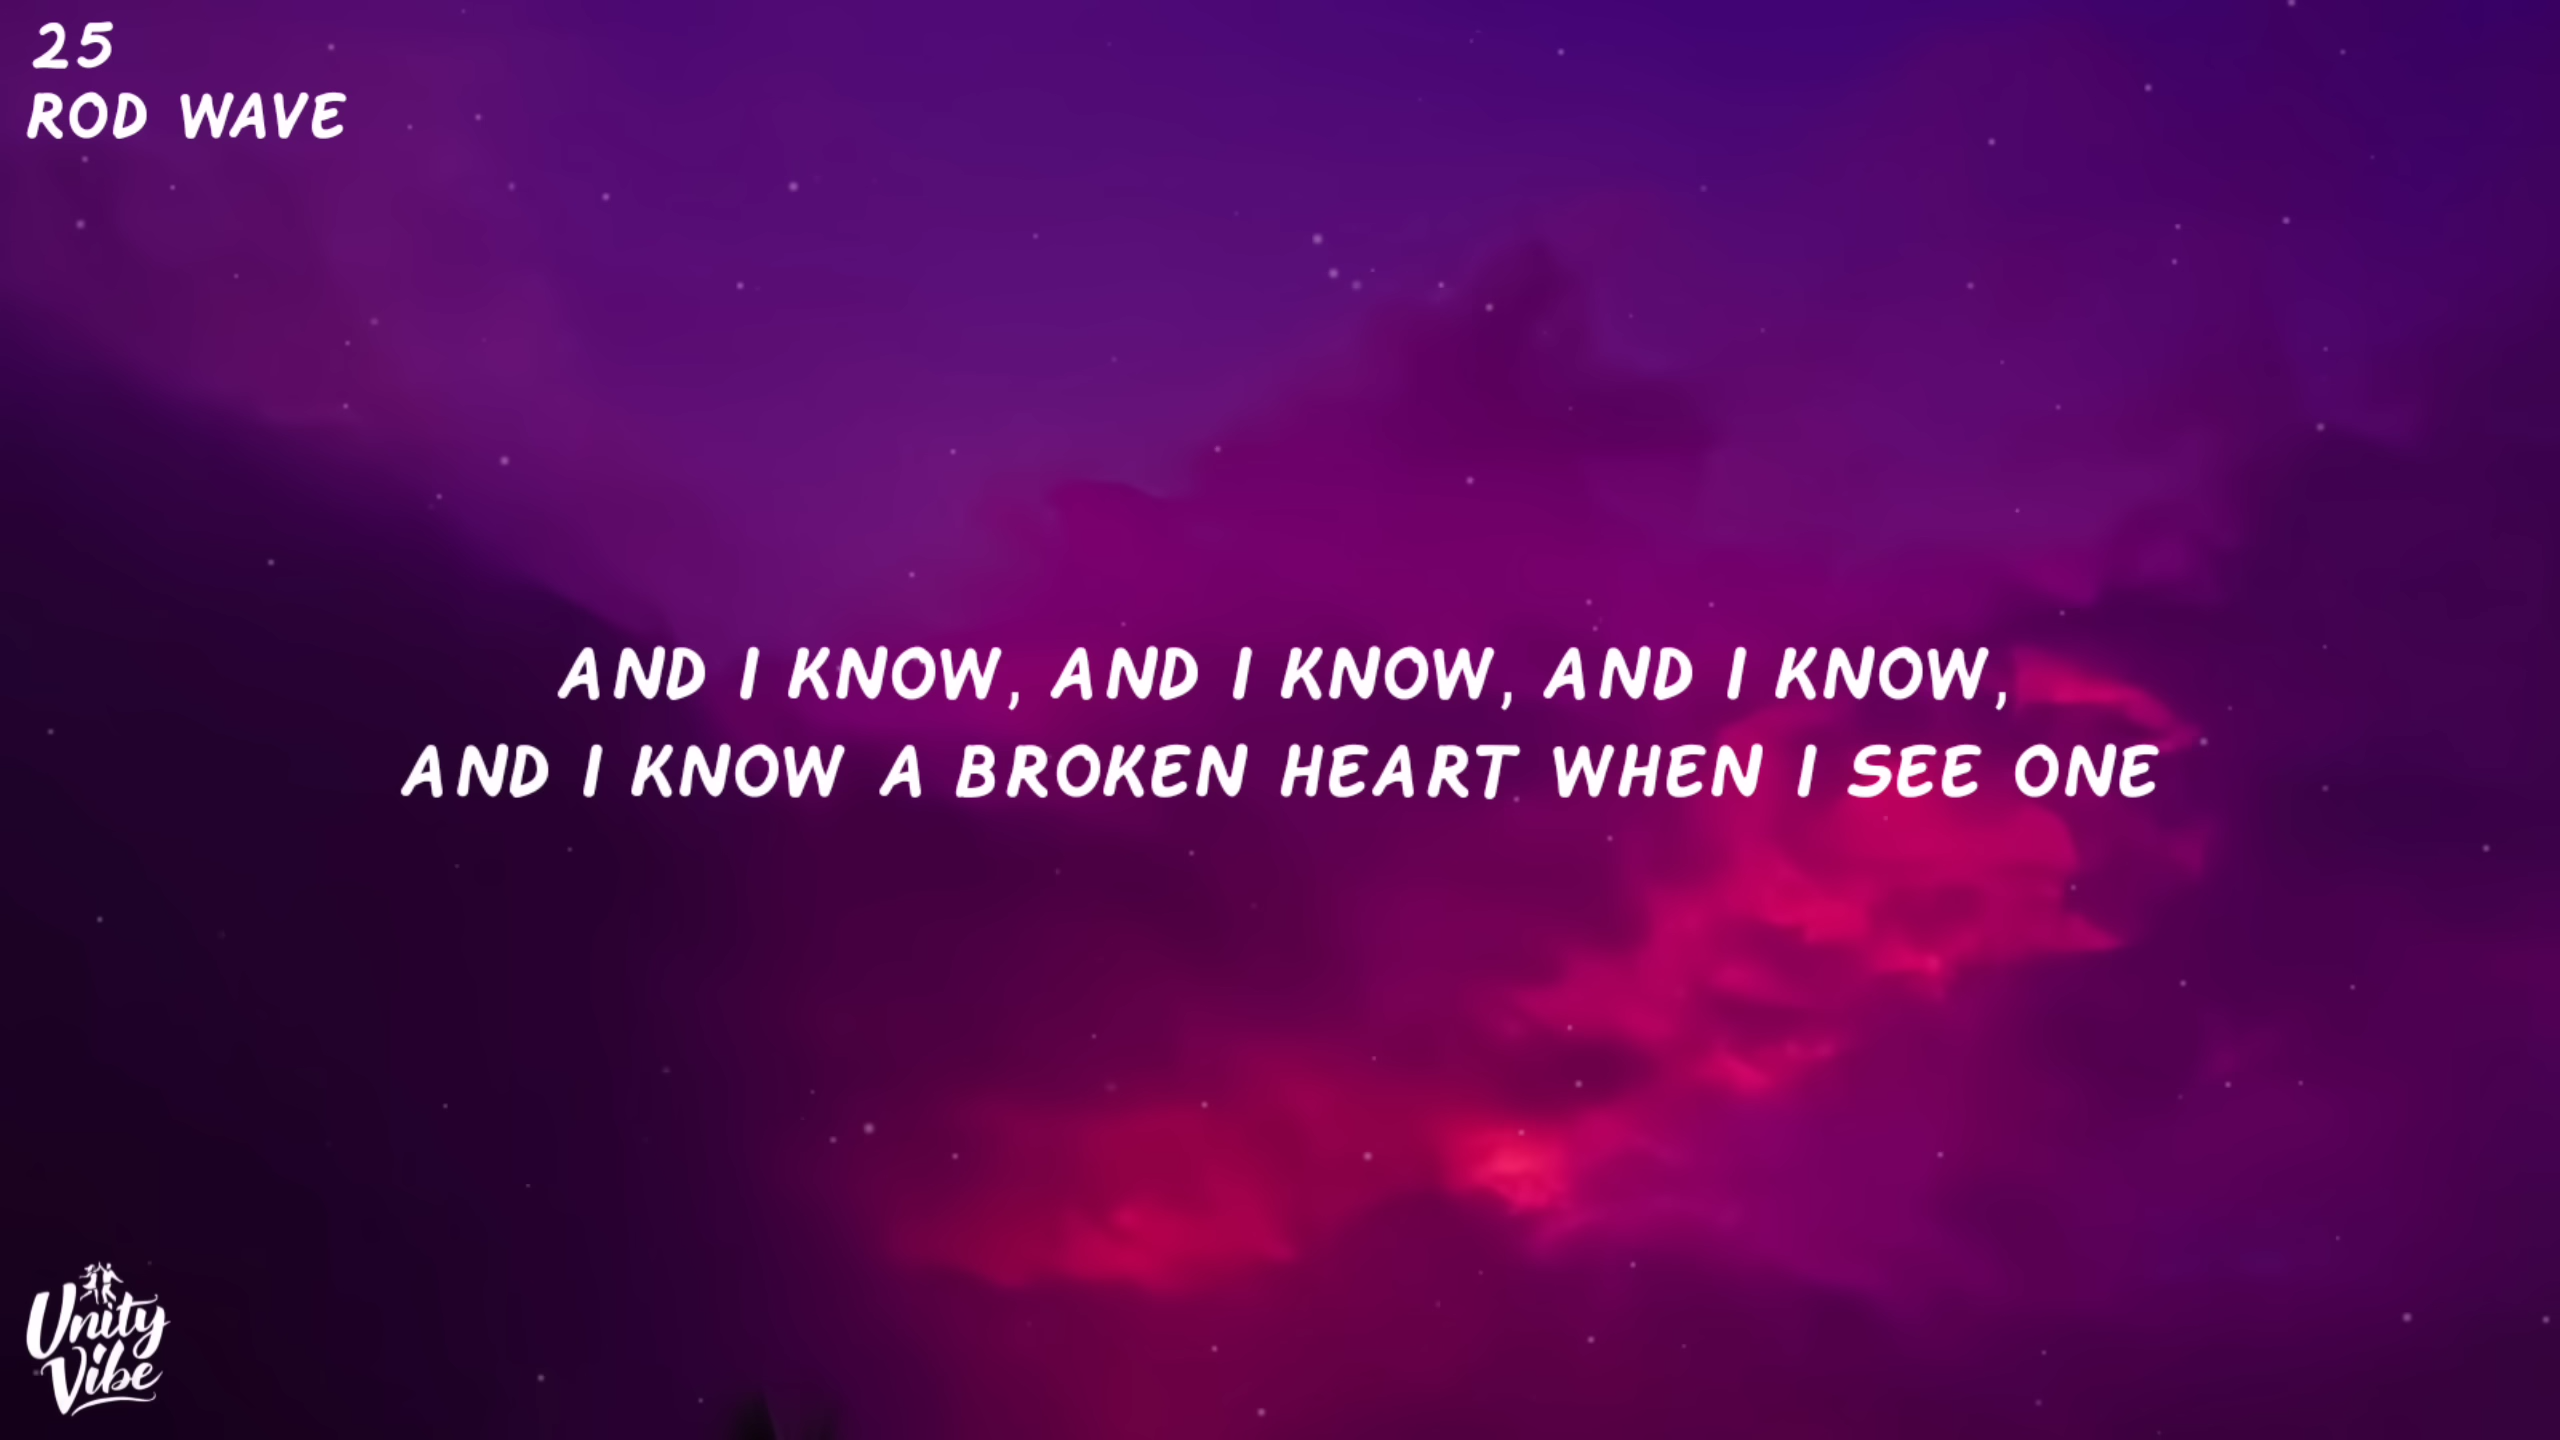 25
ROD WAVE
AND I KNOW, AND I KNOW, AND I KNOW,
AND I KNOW A BROKEN HEART WHEN I SEE ONE
Unity
Vibe